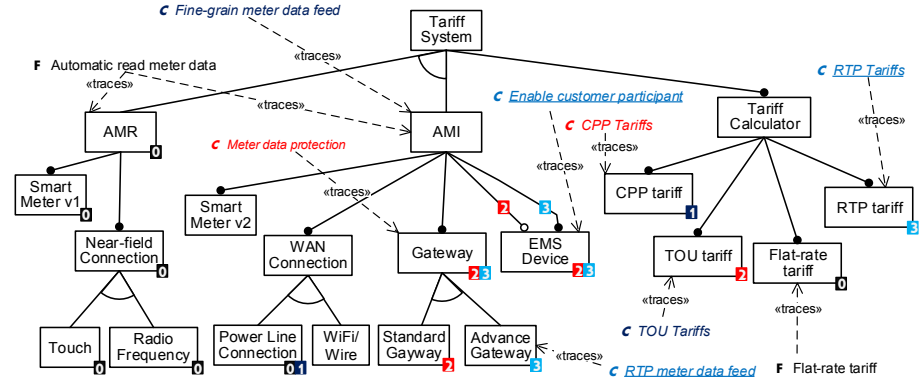 c Fine-grain meter data feed
Tariff
System
«traces»
F Automatic read meter data
«traces»
«traces»
c Enable customer participant
c RTP Tariffs
AMR
0
AMI
c Meter data protection
c CPP Tariffs
Tariff
Calculator
«traces»
«traces»
«traces»
«traces»
Smart
Meter v1
0
Smart
Meter v2
2
3
CPP tariff
1
RTP tariff
3
Near-field
Connection
0
WAN
Connection
Gateway
2 3
EMS
Device
2 3
TOU tariff
2
Flat-rate
tariff
0
«traces»
«traces»
Touch
0
Radio
Frequency
0
Power Line
Connection
0 1
WiFi/
Wire
Standard
Gayway
2
Advance
Gateway
3
«traces»
c TOU Tariffs
c RTP meter data feed
F Flat-rate tariff